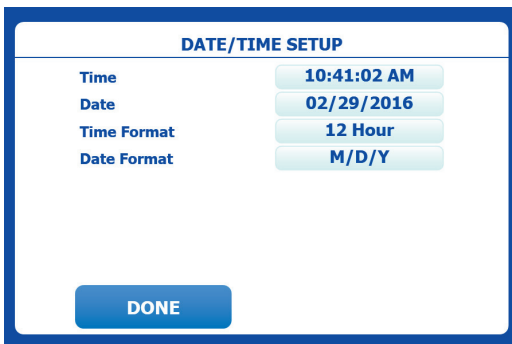 DATE/TIME SETUP
Time 10:41:02 AM
Date 02/29/2016
Time Format 12 Hour
Date Format M/D/Y
DONE